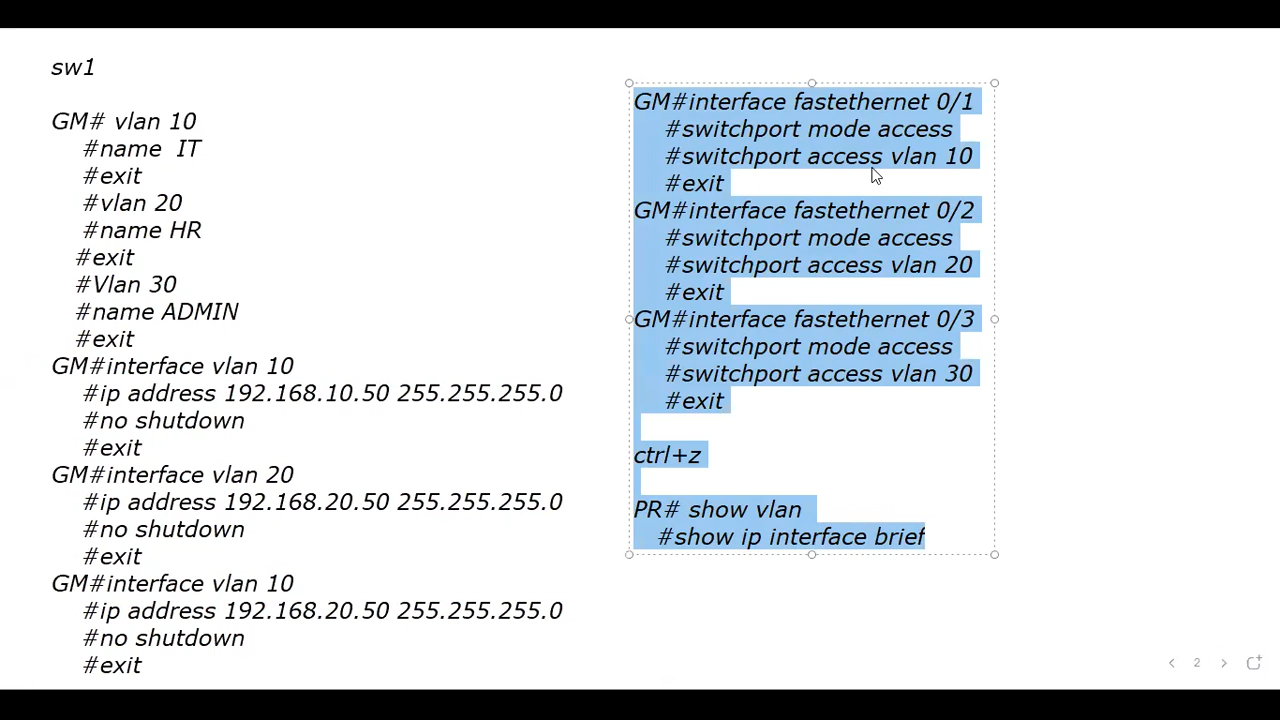 sw1
GM# vlan 10
#name IT
#exit
#vlan 20
#name HR
#exit
#Vlan 30
#name ADMIN
#exit
GM#interface vlan 10
#ip address 192.168.10.50 255.255.255.0
#no shutdown
#exit
GM#interface vlan 20
#ip address 192.168.20.50 255.255.255.0
#no shutdown
#exit
GM#interface vlan 10
#ip address 192.168.20.50 255.255.255.0
#no shutdown
#exit
GM#interface fastethernet 0/1
#switchport mode access
#switchport access vlan 10
#exit
GM#interface fastethernet 0/2
#switchport mode access
#switchport access vlan 20
#exit
GM#interface fastethernet 0/3
#switchport mode access
#switchport access vlan 30
#exit
ctrl+z
PR# show vlan
#show ip interface brief
2